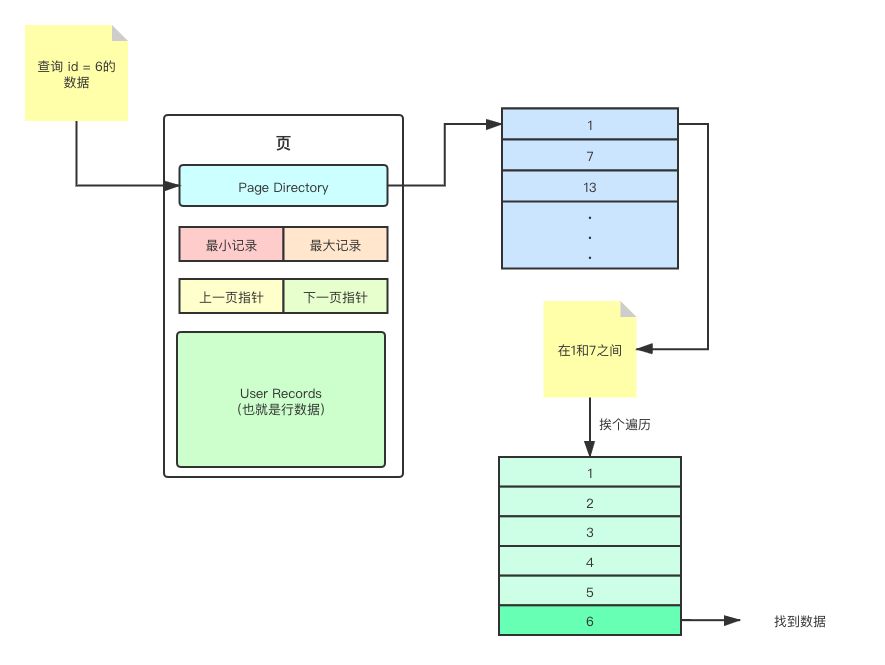 查询 id = 6的
数据
页
Page Directory
最小记录
最大记录
上一页指针
下一页指针
User Records
(也就是行数据)
1
7
13
.
.
.
在1和7之间
挨个遍历
1
2
3
4
5
6
找到数据